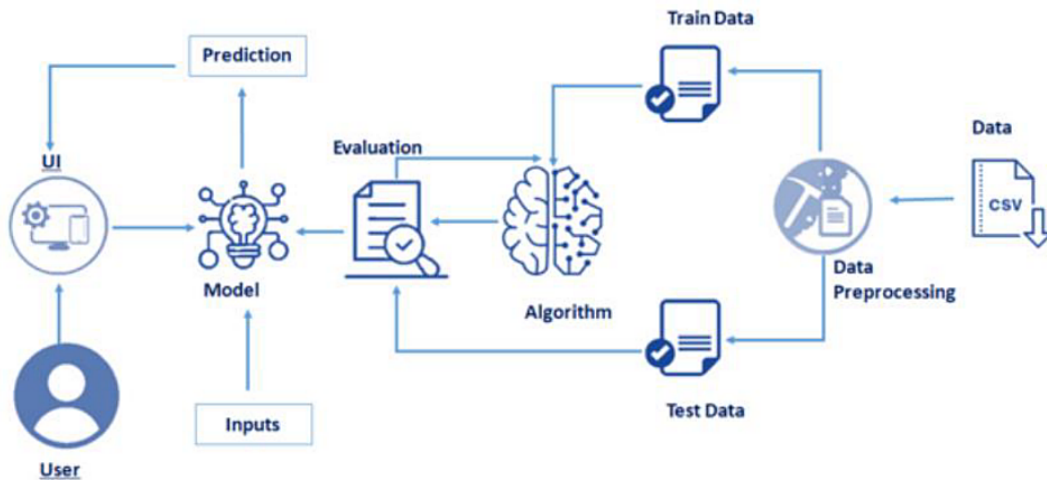 Train Data
Prediction
Data
Evaluation
UI
CSV
Data
Preprocessing
Model
Algorithm
Test Data
Inputs
User